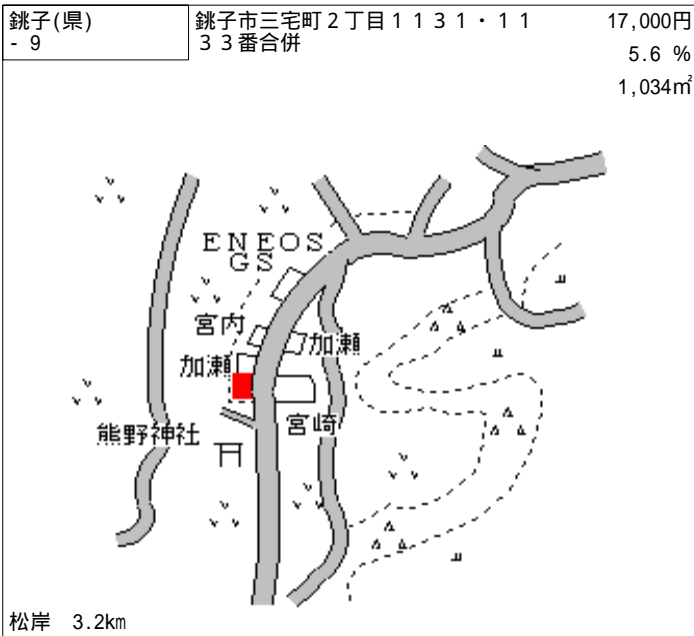 銚子(県)
- 9
銚子市三宅町２丁目１１３１・１１
３３番合併
17,000円
5.6 %
1,034㎡
ＥＮＥＯＳ
ＧＳ
宮内
加瀬
加瀬
宮崎
熊野神社
松岸　3.2km